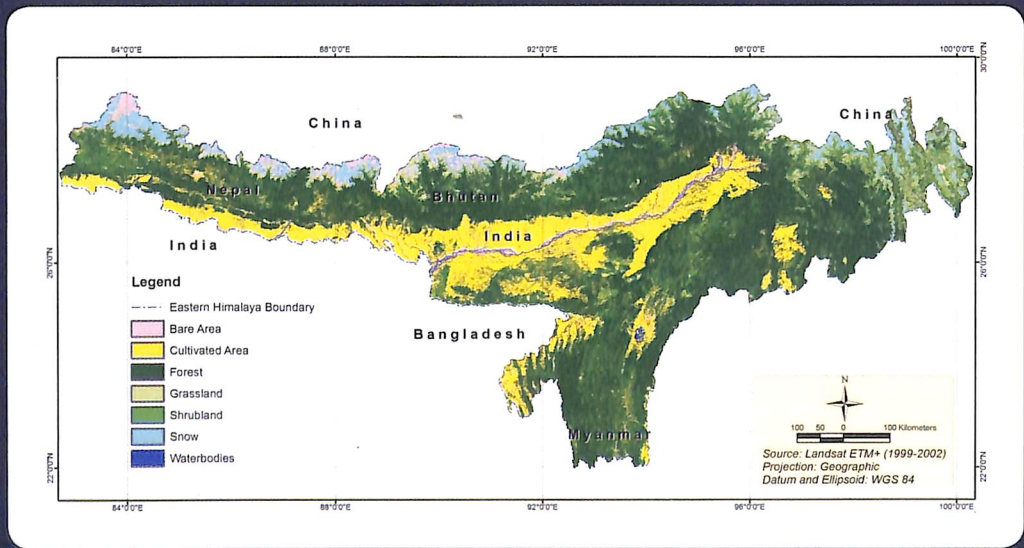 84°0'0"E 88°0'0"E 92°0'0"E 96°0'0"E 100°0'0"E
30°0'0"N
China
China
Nepal
Bhutan
India
India
26°0'0"N
26°0'0"N
Legend
Eastern Himalaya Boundary
Bare Area
Cultivated Area
Forest
Grassland
Shrubland
Snow
Waterbodies
Bangladesh
Myanmar
N
100 50 0 100 Kilometers
Source: Landsat ETM+ (1999-2002)
Projection: Geographic
Datum and Ellipsoid: WGS 84
22°0'0"N
22°0'0"N
84°0'0"E 88°0'0"E 92°0'0"E 96°0'0"E 100°0'0"E